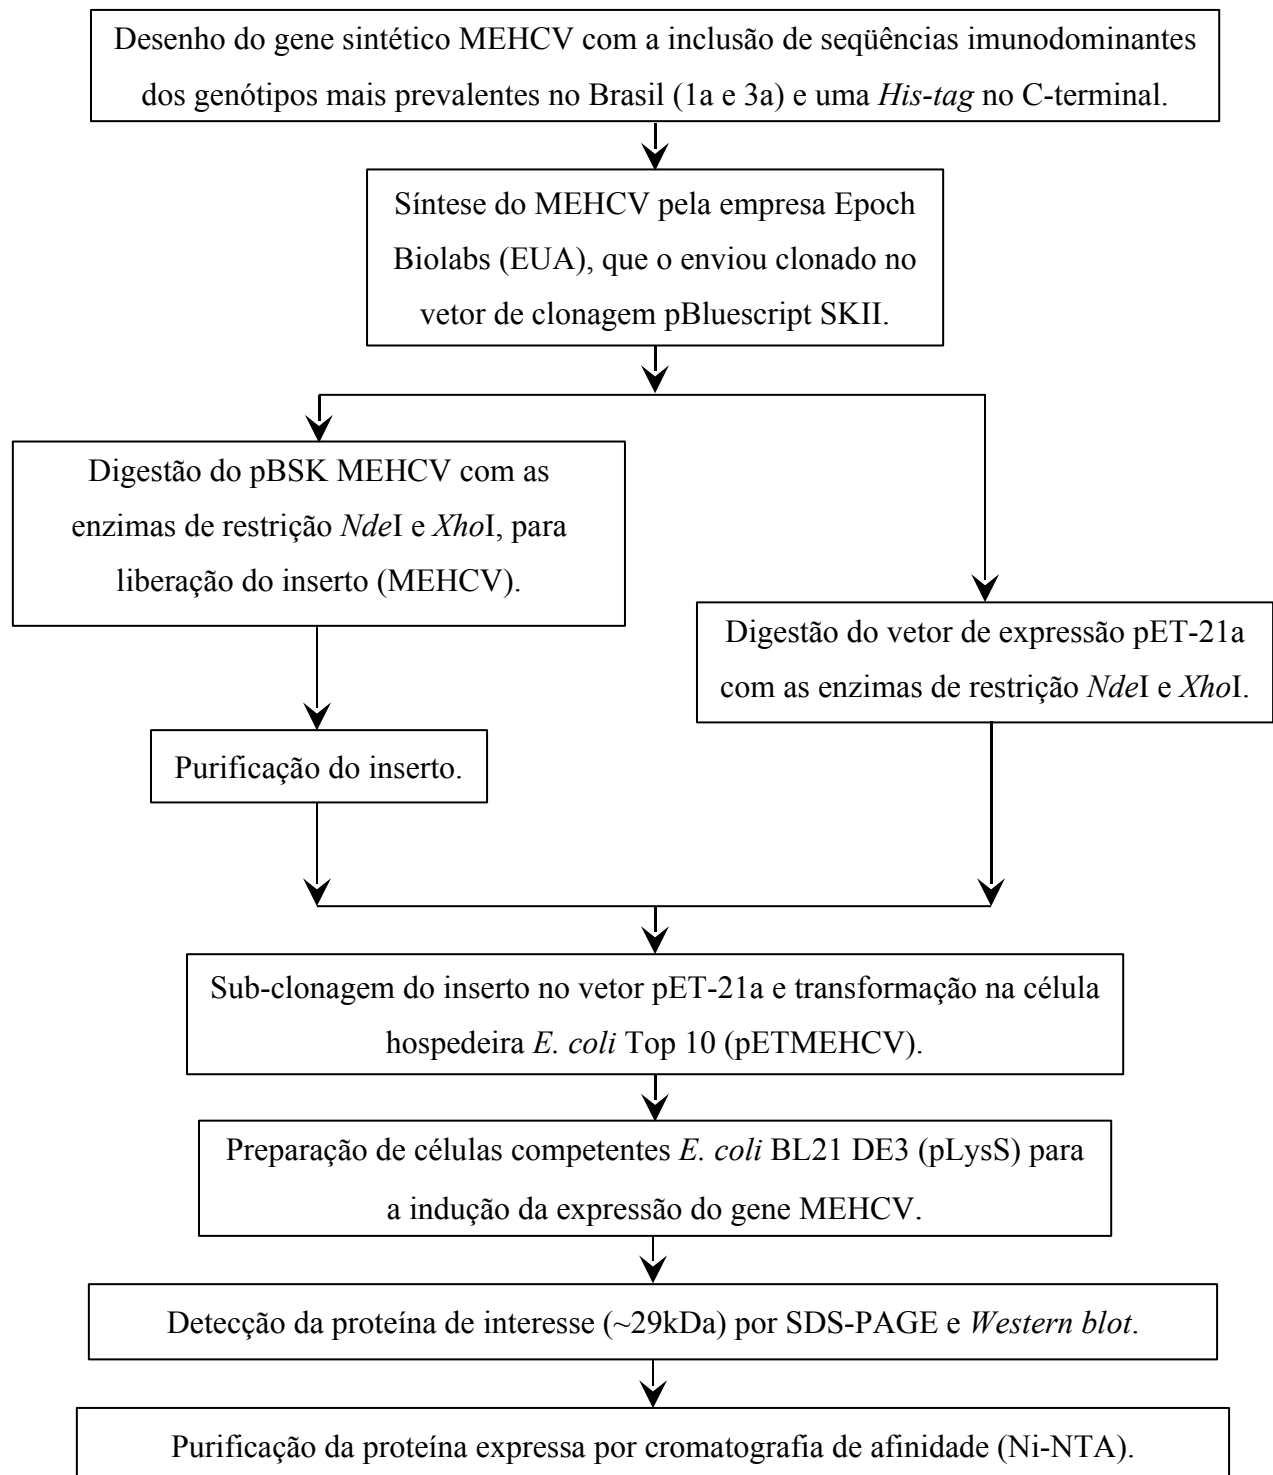 Desenho do gene sintético MEHCV com a inclusão de seqüências imunodominantes
dos genótipos mais prevalentes no Brasil (1a e 3a) e uma His-tag no C-terminal.
Síntese do MEHCV pela empresa Epoch
Biolabs (EUA), que o enviou clonado no
vetor de clonagem pBluescript SKII.
Digestão do pBSK MEHCV com as
enzimas de restrição NdeI e XhoI, para
liberação do inserto (MEHCV).
Digestão do vetor de expressão pET-21a
com as enzimas de restrição NdeI e XhoI.
Purificação do inserto.
Sub-clonagem do inserto no vetor pET-21a e transformação na célula
hospedeira E. coli Top 10 (pETMEHCV).
Preparação de células competentes E. coli BL21 DE3 (pLysS) para
a indução da expressão do gene MEHCV.
Detecção da proteína de interesse (~29kDa) por SDS-PAGE e Western blot.
Purificação da proteína expressa por cromatografia de afinidade (Ni-NTA).